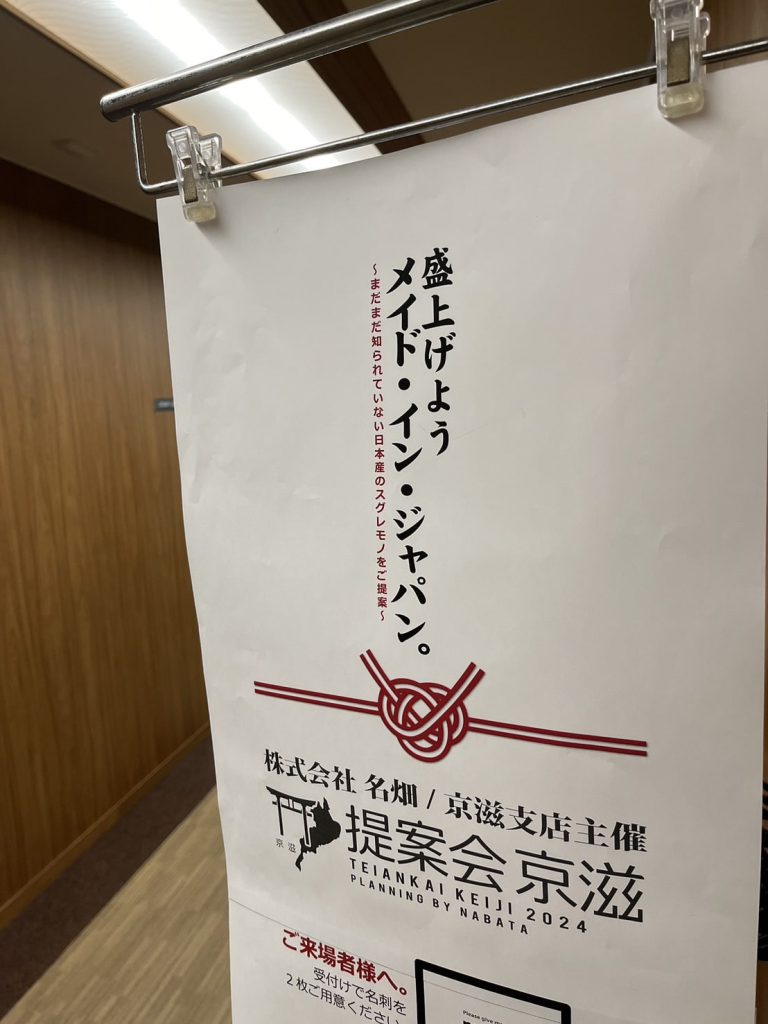 盛上げよう
メイド・イン・ジャパン。
〜まだまだ知られていない日本産のスグレモノをご提案〜
株式会社 名畑 / 京滋支店主催
京 滋
提案会 京滋
TEIANKAI KEIJI 2024
PLANNING BY NABATA
ご来場者様へ。
受付けで名刺を
2枚ご用意ください
Please give m